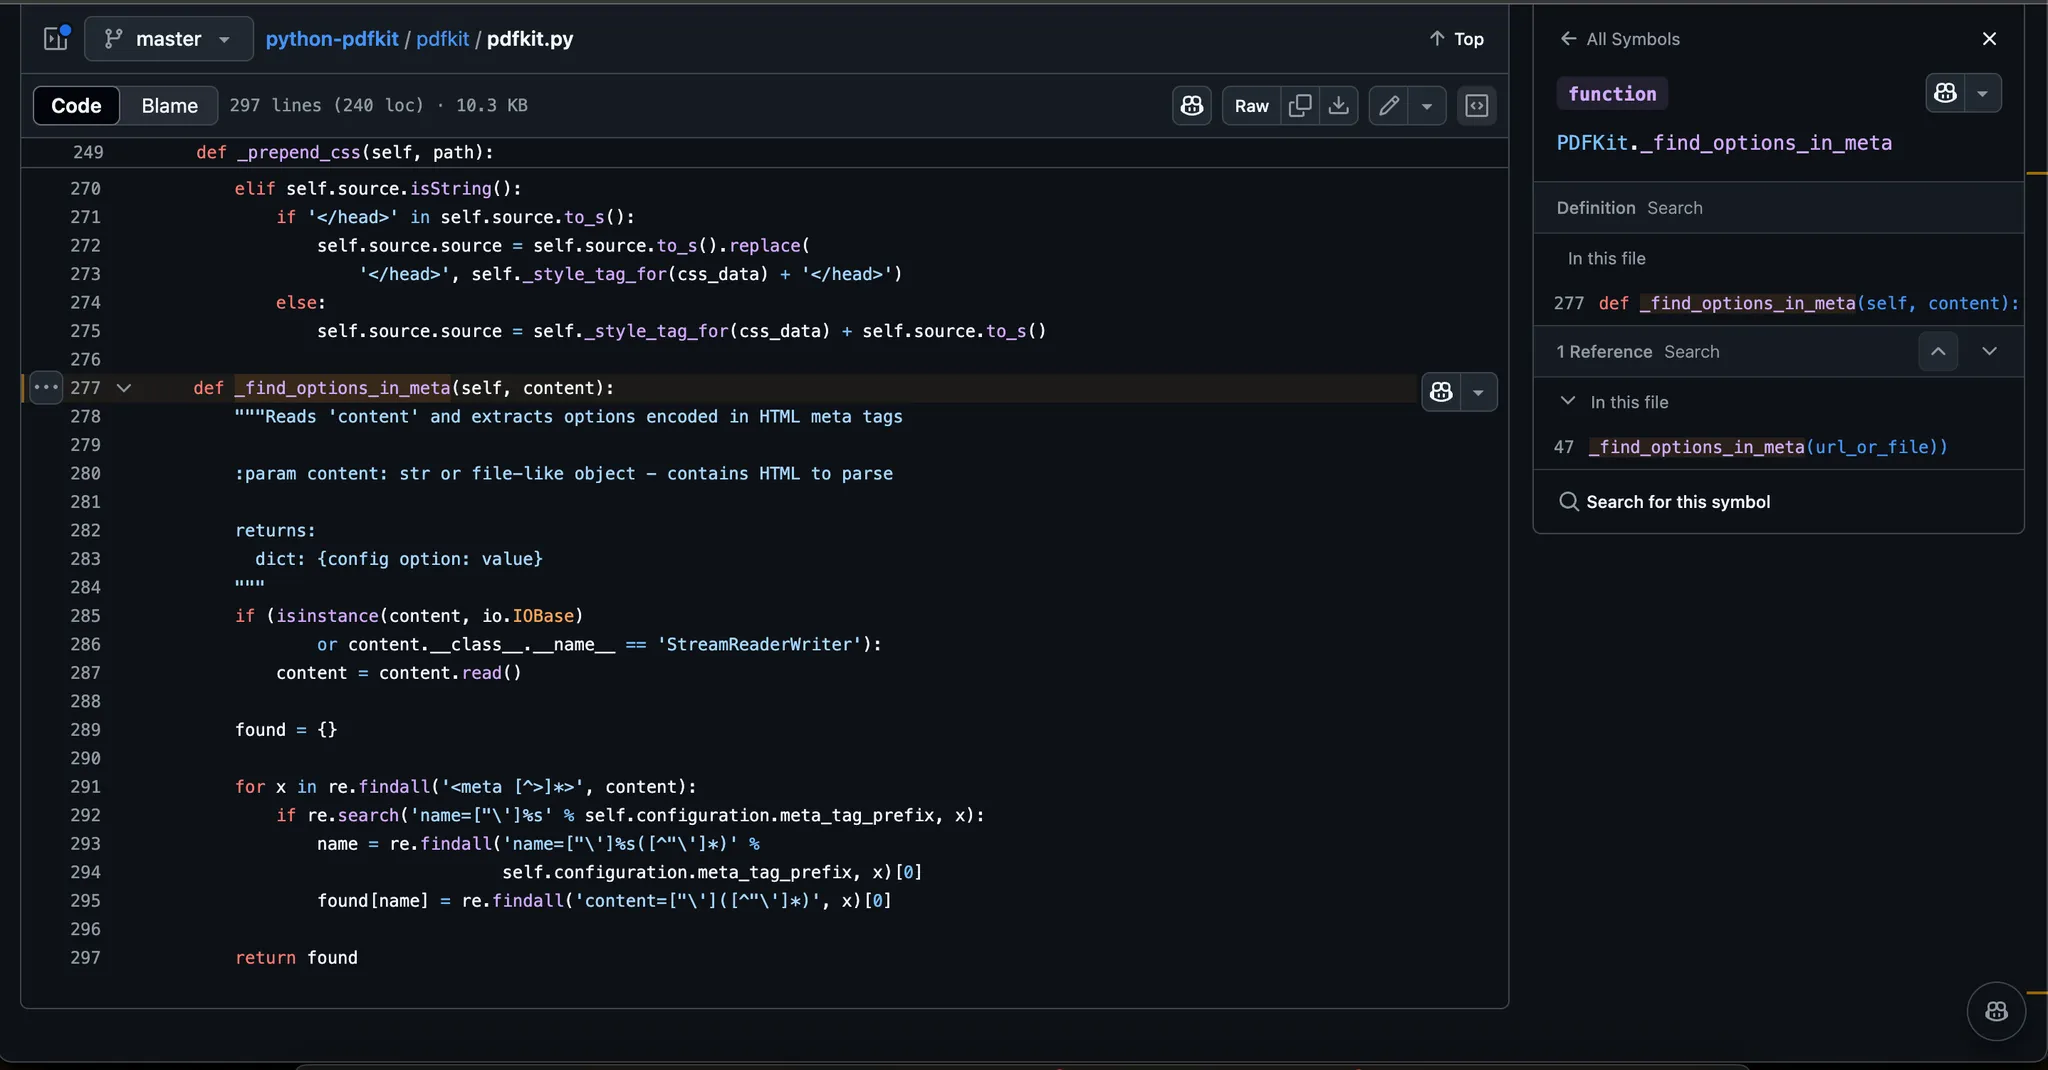 master python-pdfkit / pdfkit / pdfkit.py Top
Code Blame 297 lines (240 loc) · 10.3 KB Raw
249 def _prepend_css(self, path):
270 elif self.source.isString():
271 if '</head>' in self.source.to_s():
272 self.source.source = self.source.to_s().replace(
273 '</head>', self._style_tag_for(css_data) + '</head>')
274 else:
275 self.source.source = self._style_tag_for(css_data) + self.source.to_s()
276
277 def _find_options_in_meta(self, content):
278 """Reads 'content' and extracts options encoded in HTML meta tags
279
280 :param content: str or file-like object - contains HTML to parse
281
282 returns:
283 dict: {config option: value}
284 """
285 if (isinstance(content, io.IOBase)
286 or content.__class__.__name__ == 'StreamReaderWriter'):
287 content = content.read()
288
289 found = {}
290
291 for x in re.findall('<meta [^>]*>', content):
292 if re.search('name=["\']%s' % self.configuration.meta_tag_prefix, x):
293 name = re.findall('name=["\']%s([^"\']*)' %
294 self.configuration.meta_tag_prefix, x)[0]
295 found[name] = re.findall('content=["\']([^"\']*)', x)[0]
296
297 return found
All Symbols
function
PDFKit._find_options_in_meta
Definition Search
In this file
277 def _find_options_in_meta(self, content):
1 Reference Search
In this file
47 _find_options_in_meta(url_or_file))
Search for this symbol